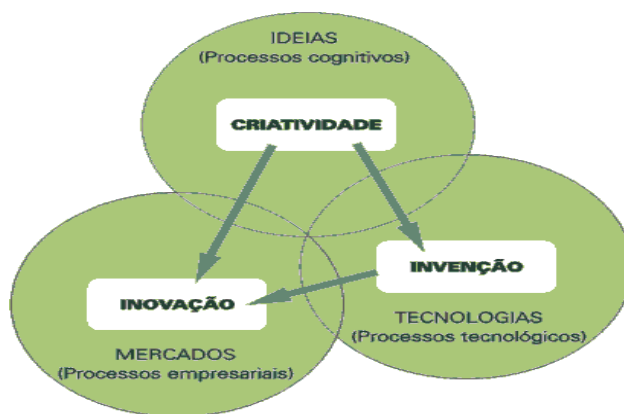 IDEIAS
(Processos cognitivos)
CRIATIVIDADE
INVENÇÃO
INOVAÇÃO
TECNOLOGIAS
(Processos tecnológicos)
MERCADOS
(Processos empresariais)